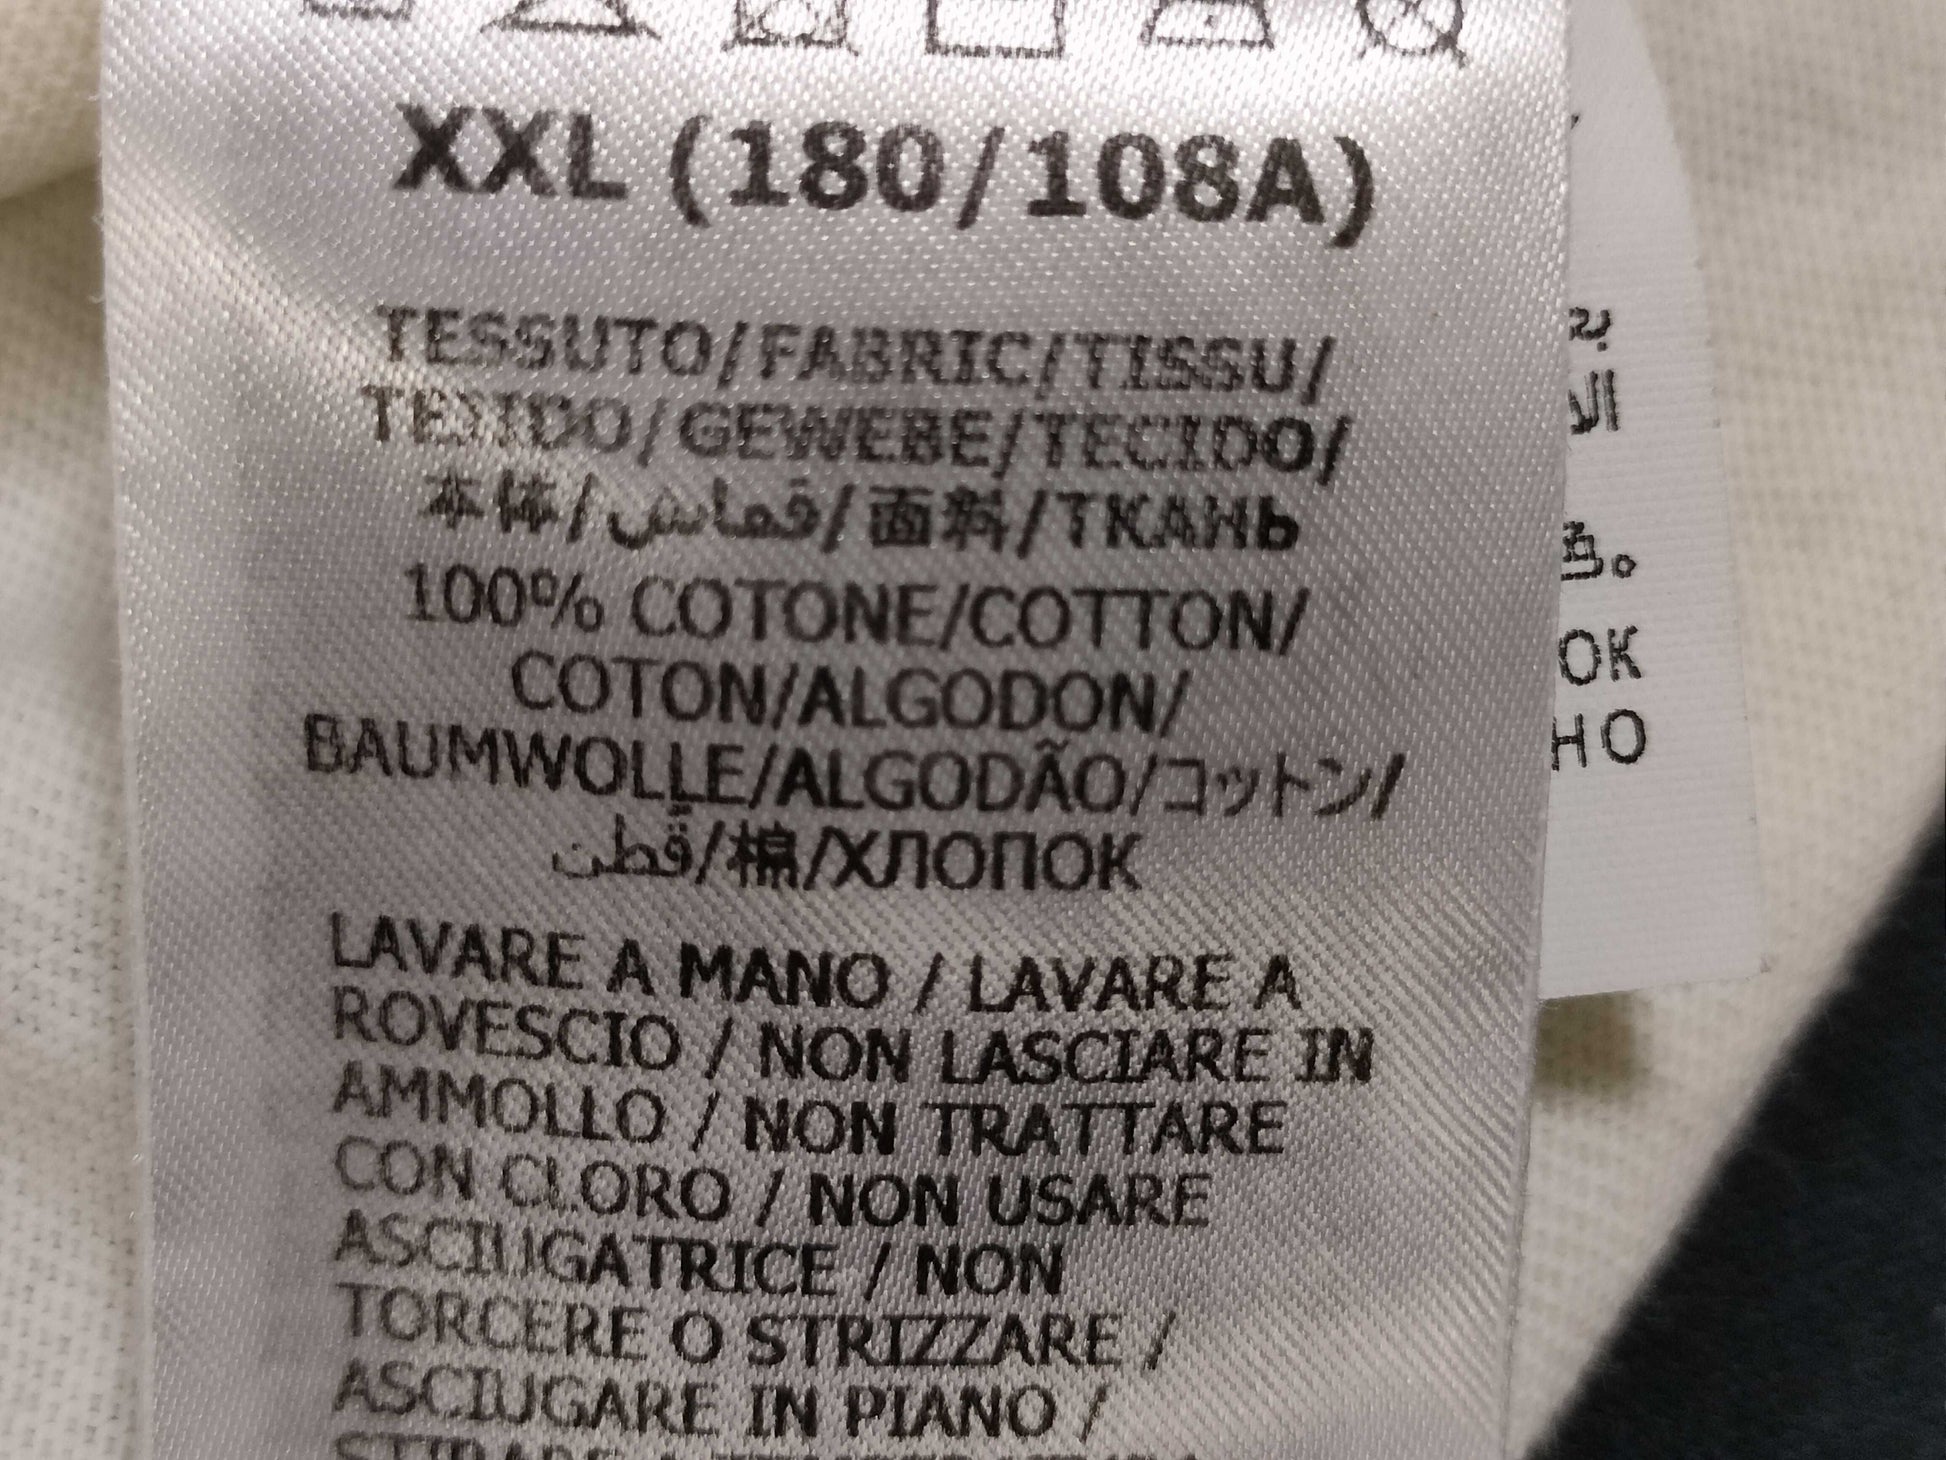 XXL (180/108A)
TESSUTO/FABRIC/TISSU/
TEJIDO/GEWEBE/TECIDO/
本体/قماش/面料/ТКАНЬ
100% COTONE/COTTON/
COTON/ALGODON/
BAUMWOLLE/ALGODÃO/コットン/
قطن/棉/ХЛОПОК
LAVARE A MANO / LAVARE A
ROVESCIO / NON LASCIARE IN
AMMOLLO / NON TRATTARE
CON CLORO / NON USARE
ASCIUGATRICE / NON
TORCERE O STRIZZARE /
ASCIUGARE IN PIANO /
ОК
НО